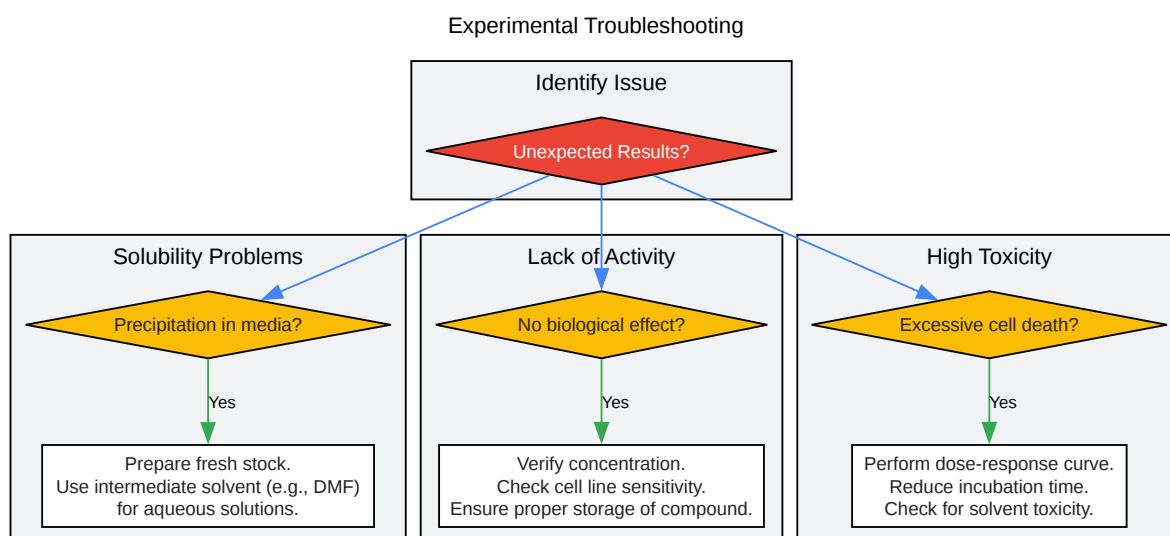 Experimental Troubleshooting
Identify Issue
Unexpected Results?
Solubility Problems
Precipitation in media?
Yes
Prepare fresh stock.
Use intermediate solvent (e.g., DMF)
for aqueous solutions.
Lack of Activity
No biological effect?
Yes
Verify concentration.
Check cell line sensitivity.
Ensure proper storage of compound.
High Toxicity
Excessive cell death?
Yes
Perform dose-response curve.
Reduce incubation time.
Check for solvent toxicity.